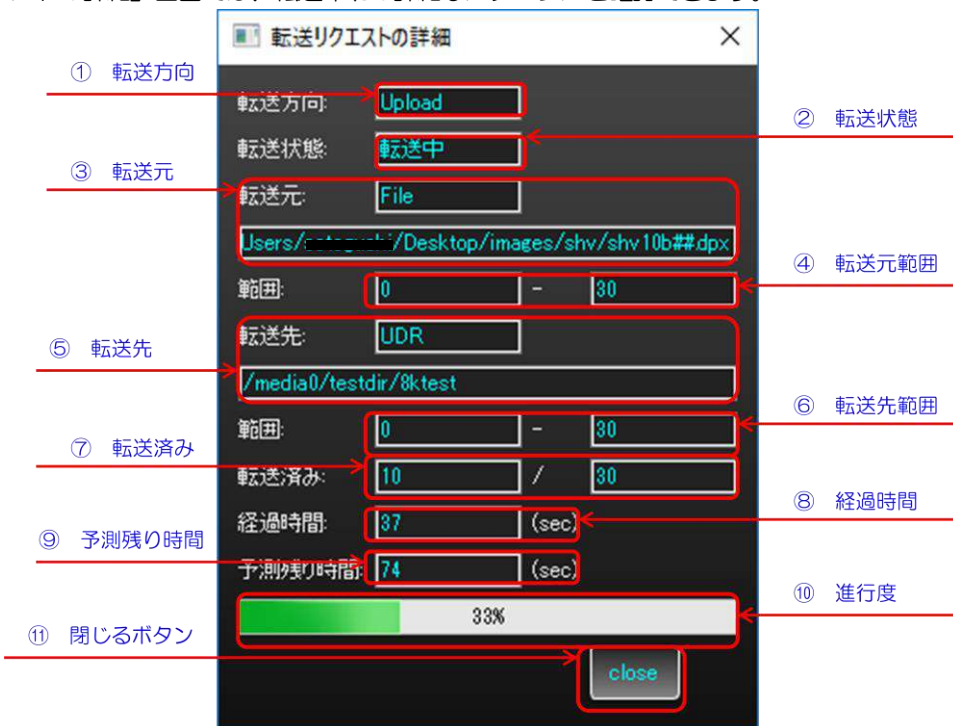 転送リクエストの詳細
① 転送方向
転送方向: Upload
② 転送状態
転送状態: 転送中
③ 転送元
転送元: File
Users/ /Desktop/images/shv/shv10b##.dpx
④ 転送元範囲
範囲: 0 - 30
⑤ 転送先
転送先: UDR
/media0/testdir/8ktest
⑥ 転送先範囲
範囲: 0 - 30
⑦ 転送済み
転送済み: 10 / 30
⑧ 経過時間
経過時間: 37 (sec)
⑨ 予測残り時間
予測残り時間: 74 (sec)
⑩ 進行度
33%
⑪ 閉じるボタン
close